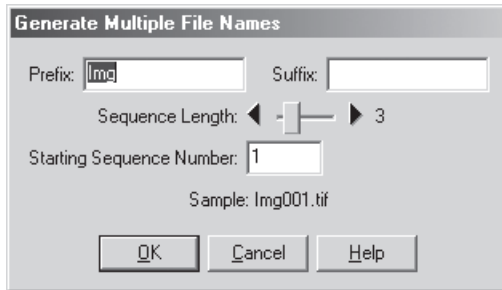 Generate Multiple File Names
Prefix: Img Suffix:
Sequence Length: 3
Starting Sequence Number: 1
Sample: Img001.tif
OK Cancel Help